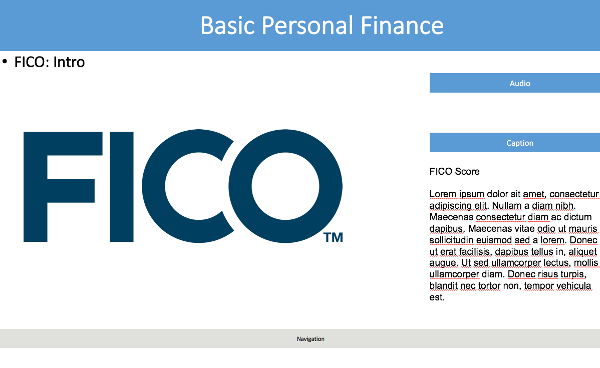 Basic Personal Finance
• FICO: Intro
Audio
FICO™
Caption
FICO Score
Lorem ipsum dolor sit amet, consectetur
adipiscing elit. Nullam a diam nibh.
Maecenas consectetur diam ac dictum
dapibus. Maecenas vitae odio ut mauris
sollicitudin euismod sed a lorem. Donec
ut erat facilisis, dapibus tellus in, aliquet
augue. Ut sed ullamcorper lectus, mollis
ullamcorper diam. Donec risus turpis,
blandit nec tortor non, tempor vehicula
est.
Navigation